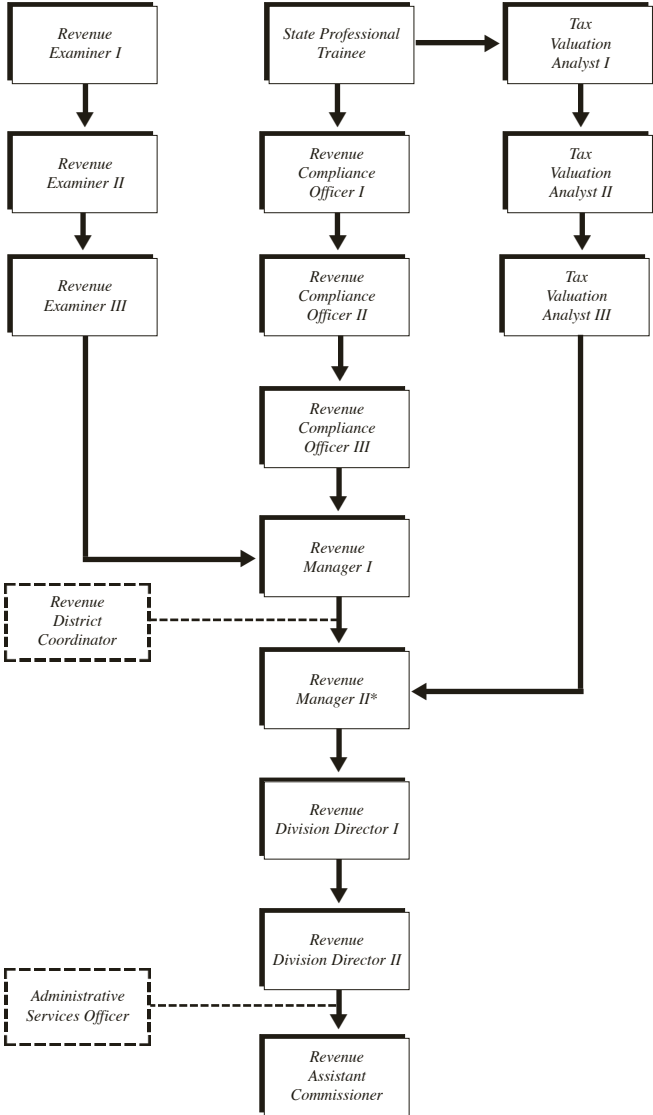 Revenue
Examiner I
State Professional
Trainee
Tax
Valuation
Analyst I
Revenue
Examiner II
Revenue
Compliance
Officer I
Tax
Valuation
Analyst II
Revenue
Examiner III
Revenue
Compliance
Officer II
Tax
Valuation
Analyst III
Revenue
Compliance
Officer III
Revenue
Manager I
Revenue
District
Coordinator
Revenue
Manager II*
Revenue
Division Director I
Revenue
Division Director II
Administrative
Services Officer
Revenue
Assistant
Commissioner